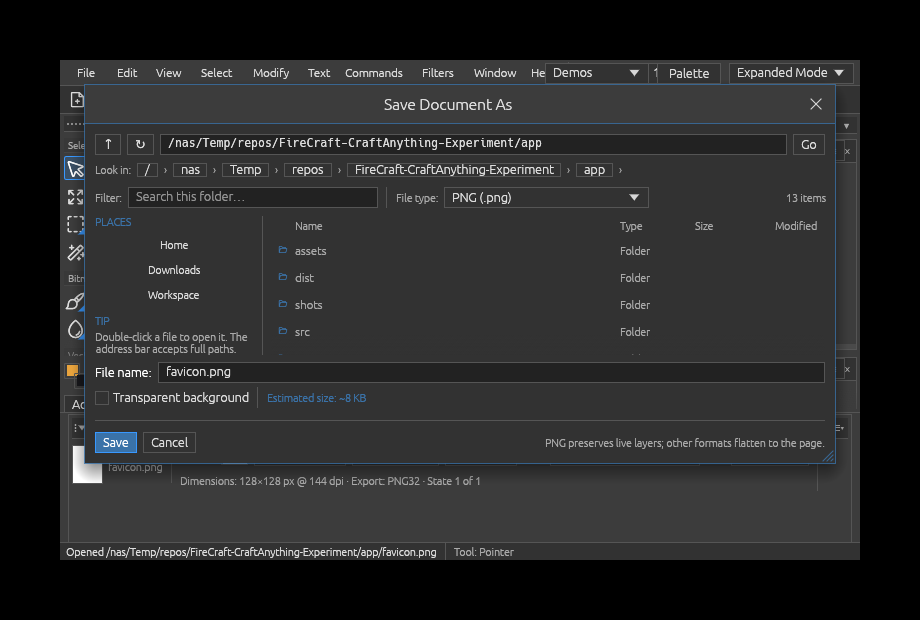 File Edit View Select Modify Text Commands Filters Window He Demos Palette Expanded Mode
Save Document As
/nas/Temp/repos/FireCraft-CraftAnything-Experiment/app Go
Look in: / › nas › Temp › repos › FireCraft-CraftAnything-Experiment › app ›
Filter: Search this folder… File type: PNG (.png) 13 items
PLACES
Home
Downloads
Workspace
TIP
Double-click a file to open it. The
address bar accepts full paths.
Name Type Size Modified
assets Folder
dist Folder
shots Folder
src Folder
File name: favicon.png
Transparent background Estimated size: ~8 KB
Save Cancel PNG preserves live layers; other formats flatten to the page.
Sele
Bitn
favicon.png
Dimensions: 128×128 px @ 144 dpi · Export: PNG32 · State 1 of 1
Opened /nas/Temp/repos/FireCraft-CraftAnything-Experiment/app/favicon.png Tool: Pointer